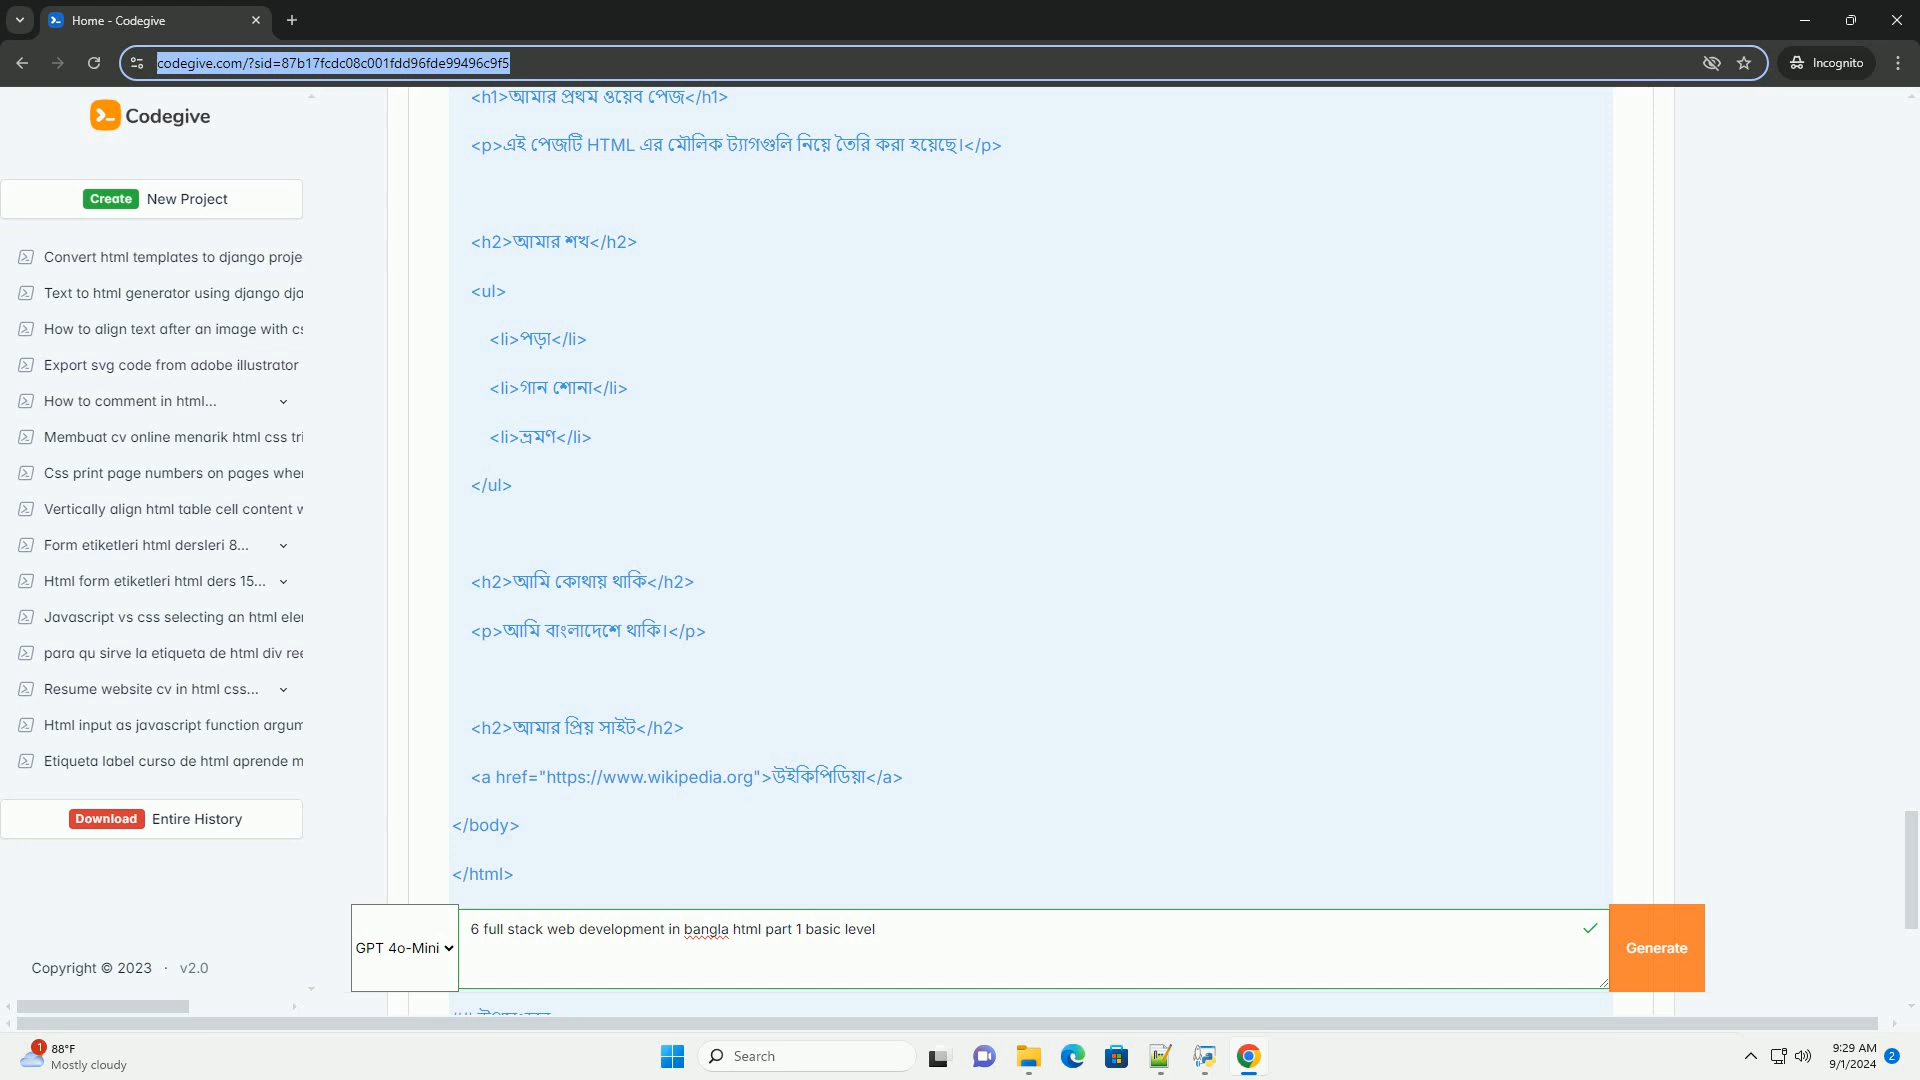 Home - Codegive
codegive.com/?sid=87b17fcdc08c001fdd96fde99496c9f5
Incognito
Codegive
Create New Project
Convert html templates to django proje
Text to html generator using django dja
How to align text after an image with cs
Export svg code from adobe illustrator
How to comment in html...
Membuat cv online menarik html css tri
Css print page numbers on pages whe
Vertically align html table cell content w
Form etiketleri html dersleri 8...
Html form etiketleri html ders 15...
Javascript vs css selecting an html ele
para qu sirve la etiqueta de html div ree
Resume website cv in html css...
Html input as javascript function argum
Etiqueta label curso de html aprende m
Download Entire History
Copyright © 2023 · v2.0
<h1>আমার প্রথম ওয়েব পেজ</h1>
<p>এই পেজটি HTML এর মৌলিক ট্যাগগুলি নিয়ে তৈরি করা হয়েছে।</p>
<h2>আমার শখ</h2>
<ul>
<li>পড়া</li>
<li>গান শোনা</li>
<li>ভ্রমণ</li>
</ul>
<h2>আমি কোথায় থাকি</h2>
<p>আমি বাংলাদেশে থাকি।</p>
<h2>আমার প্রিয় সাইট</h2>
<a href="https://www.wikipedia.org">উইকিপিডিয়া</a>
</body>
</html>
GPT 4o-Mini
6 full stack web development in bangla html part 1 basic level
Generate
1
88°F
Mostly cloudy
Search
9:29 AM
9/1/2024
2